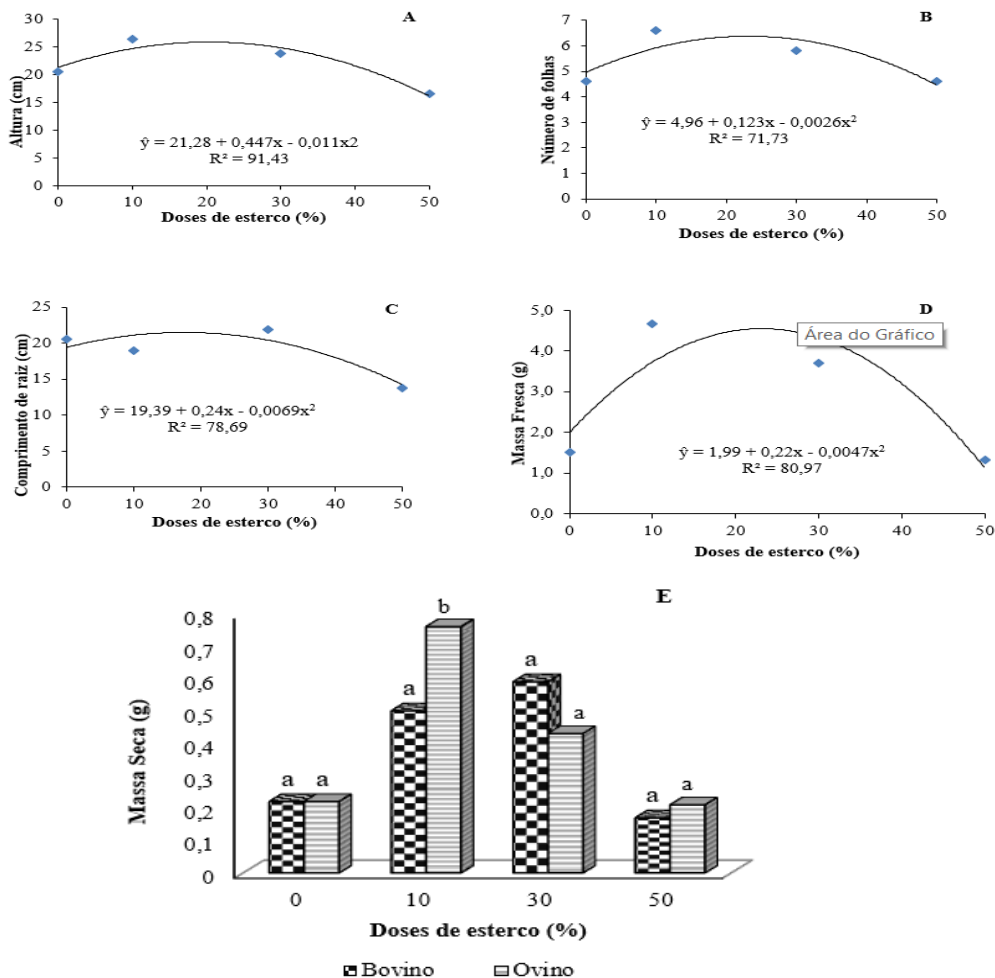 A
Altura (cm)
30
25
20
15
10
5
0
ŷ = 21,28 + 0,447x - 0,011x2
R² = 91,43
0 10 20 30 40 50
Doses de esterco (%)
B
Número de folhas
7
6
5
4
3
2
1
0
ŷ = 4,96 + 0,123x - 0,0026x²
R² = 71,73
0 10 20 30 40 50
Doses de esterco (%)
C
Comprimento de raiz (cm)
25
20
15
10
5
0
ŷ = 19,39 + 0,24x - 0,0069x²
R² = 78,69
0 10 20 30 40 50
Doses de esterco (%)
D
Massa Fresca (g)
5,0
4,0
3,0
2,0
1,0
0,0
Área do Gráfico
ŷ = 1,99 + 0,22x - 0,0047x²
R² = 80,97
0 10 20 30 40 50
Doses de esterco (%)
E
Massa Seca (g)
0,8
0,7
0,6
0,5
0,4
0,3
0,2
0,1
0
a a
a b
a a
a a
0 10 30 50
Doses de esterco (%)
Bovino Ovino